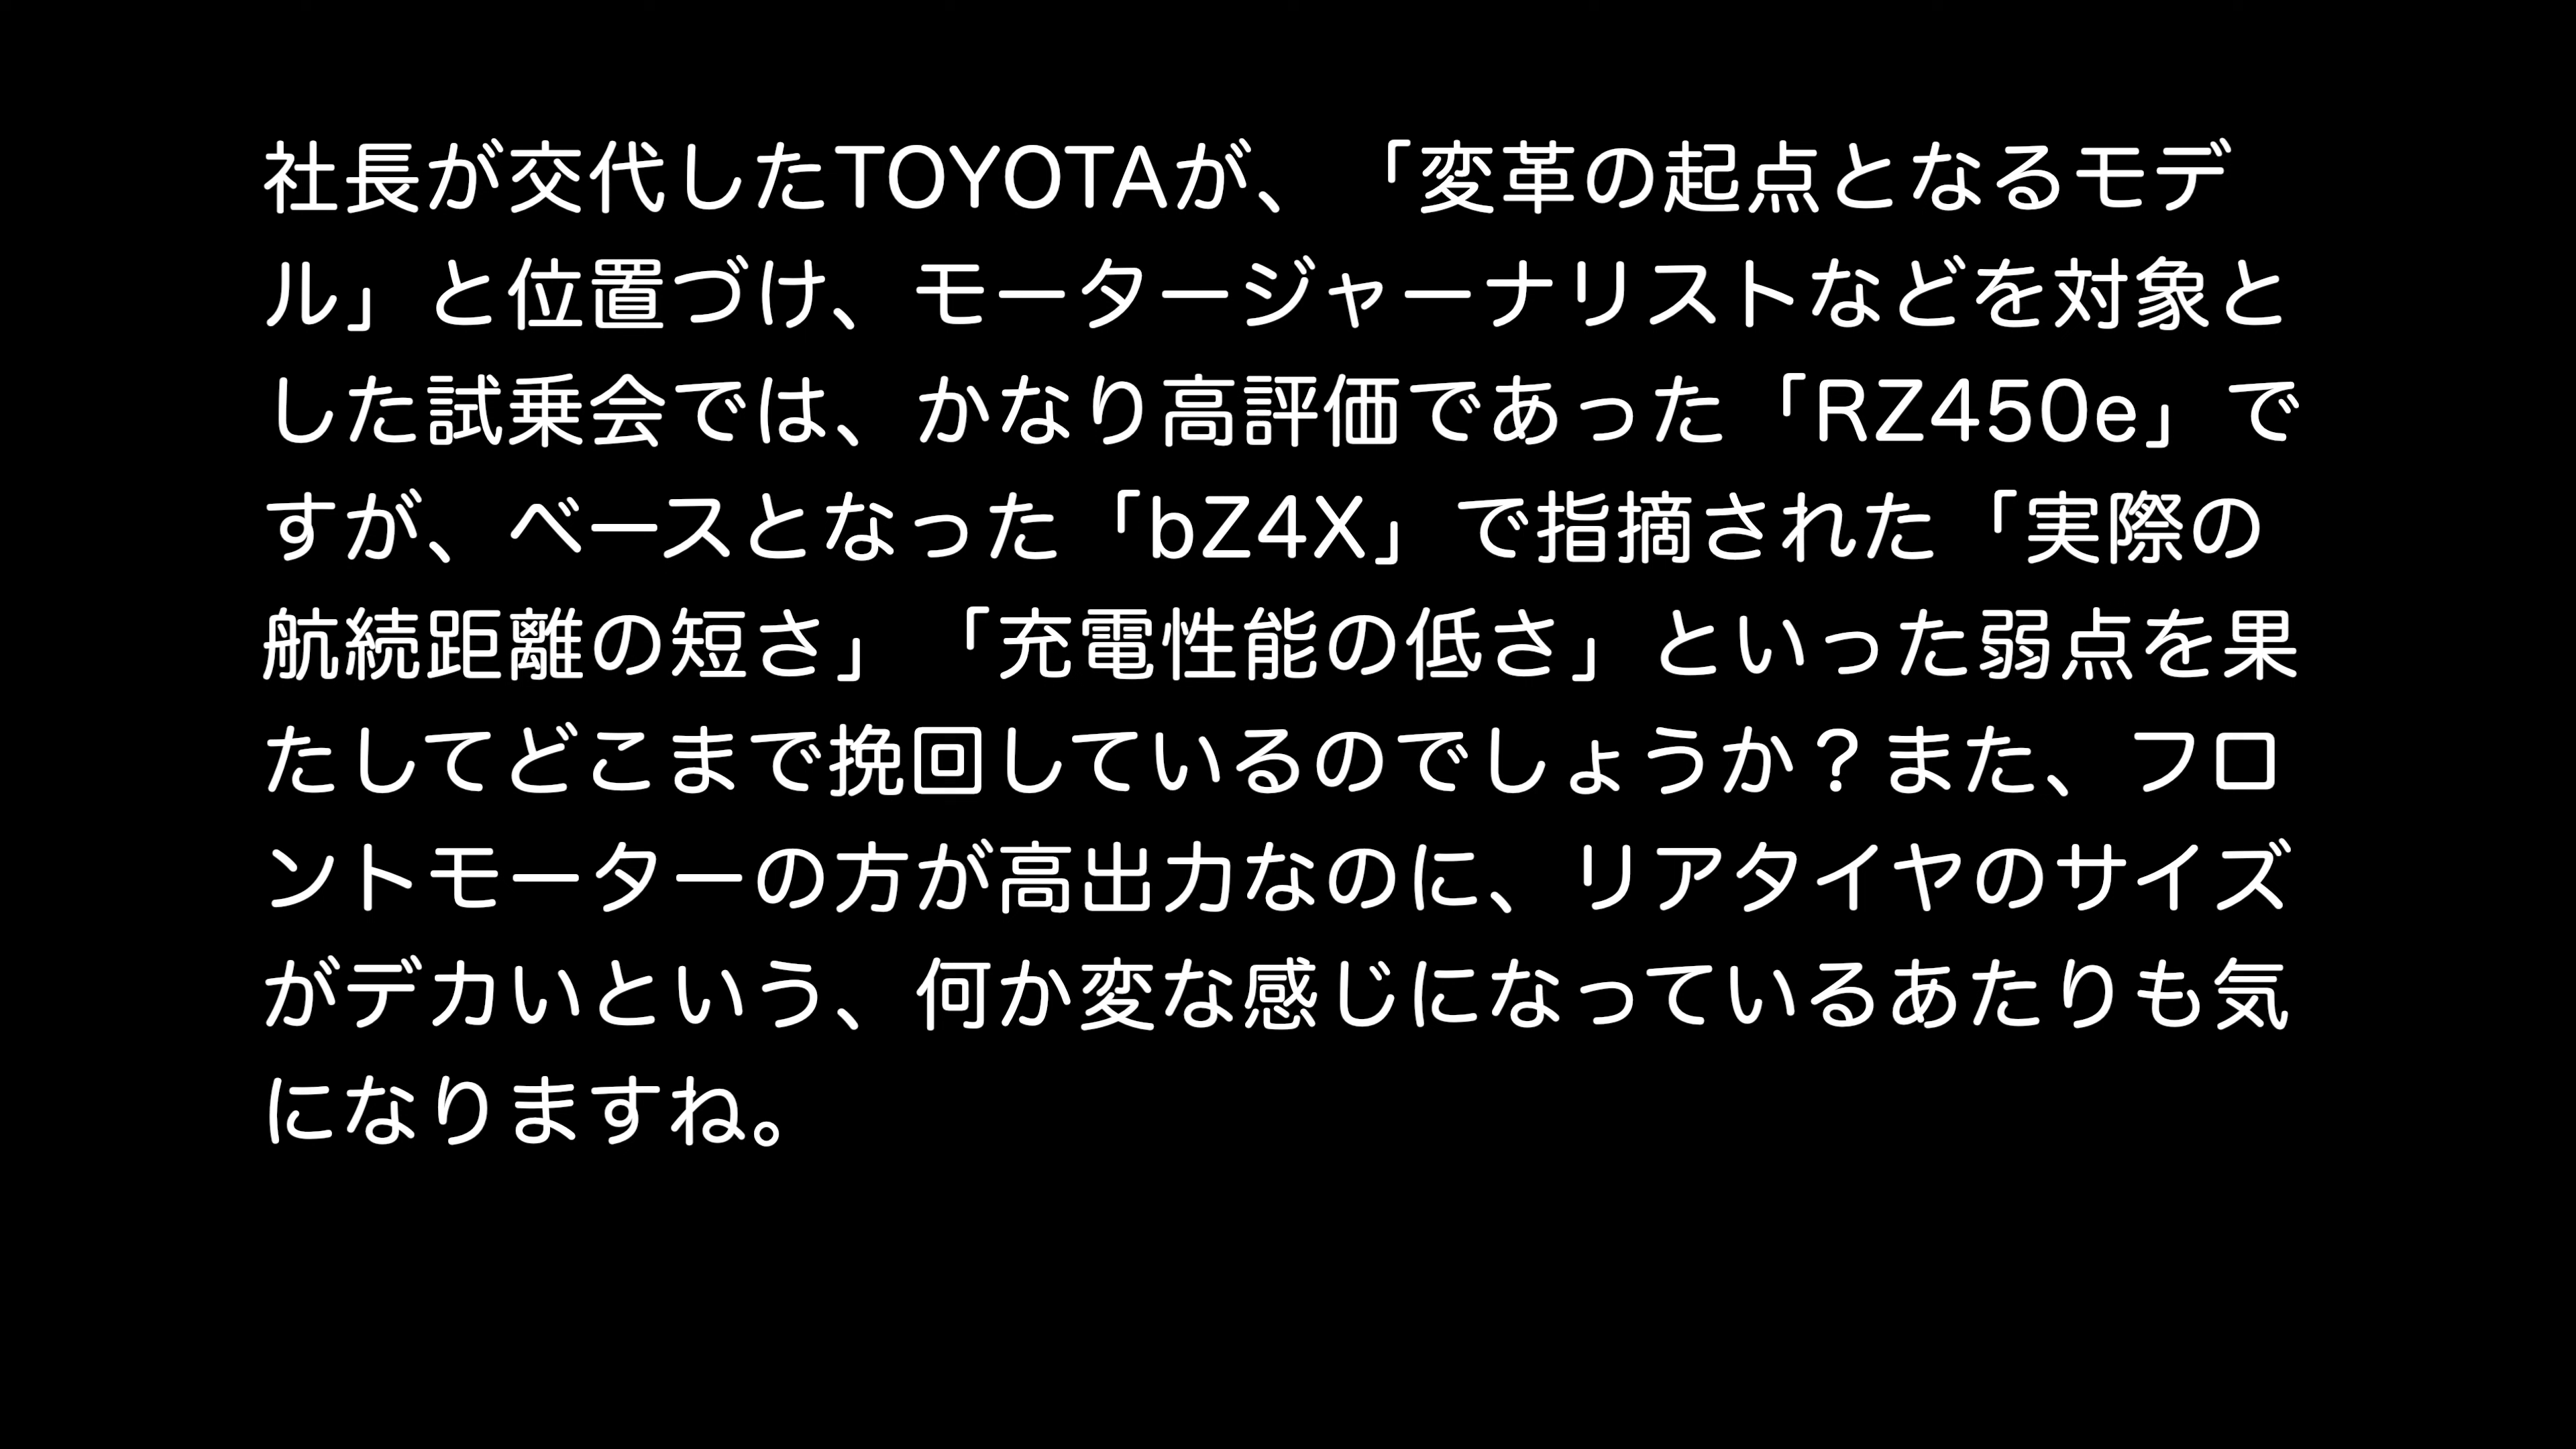 社長が交代したTOYOTAが、「変革の起点となるモデ
ル」と位置づけ、モータージャーナリストなどを対象と
した試乗会では、かなり高評価であった「RZ450e」で
すが、ベースとなった「bZ4X」で指摘された「実際の
航続距離の短さ」「充電性能の低さ」といった弱点を果
たしてどこまで挽回しているのでしょうか？また、フロ
ントモーターの方が高出力なのに、リアタイヤのサイズ
がデカいという、何か変な感じになっているあたりも気
になりますね。